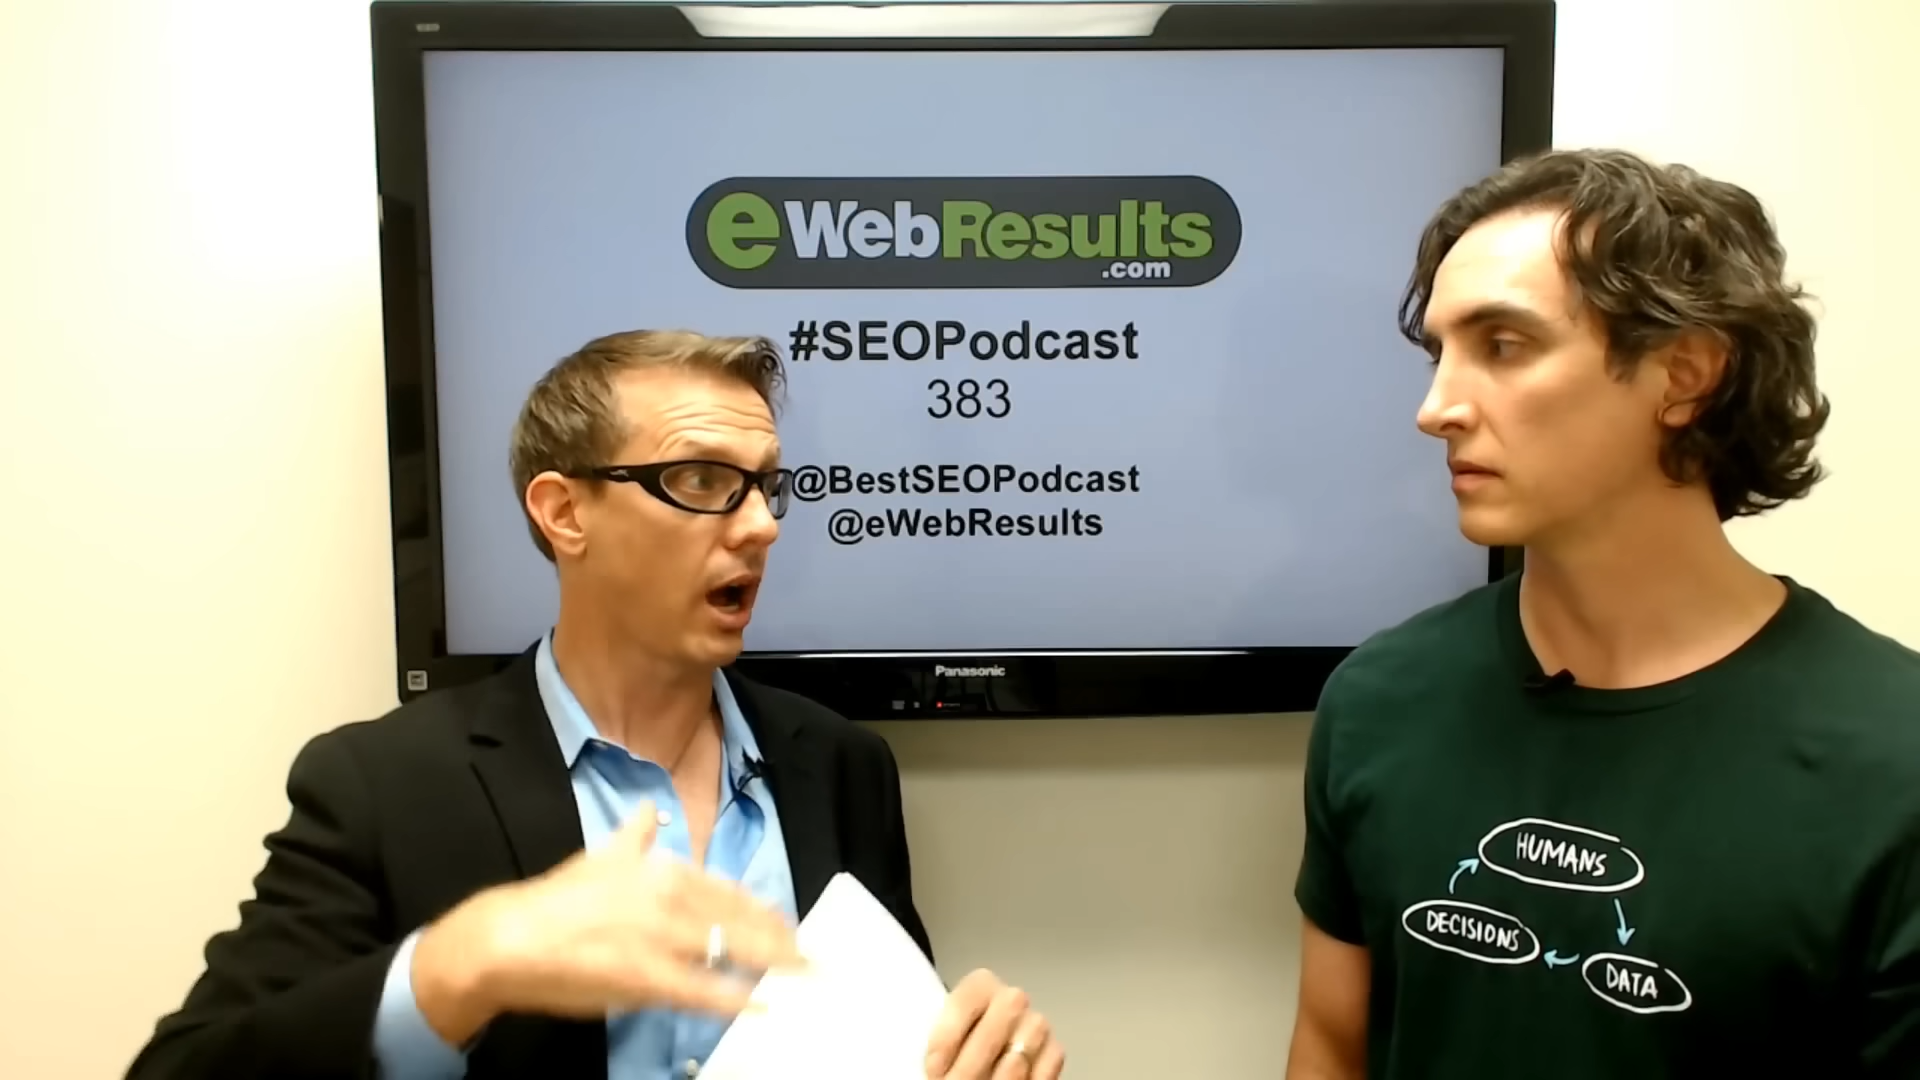 eWebResults
.com
#SEOPodcast
383
@BestSEOPodcast
@eWebResults
Panasonic
HUMANS
DECISIONS
DATA